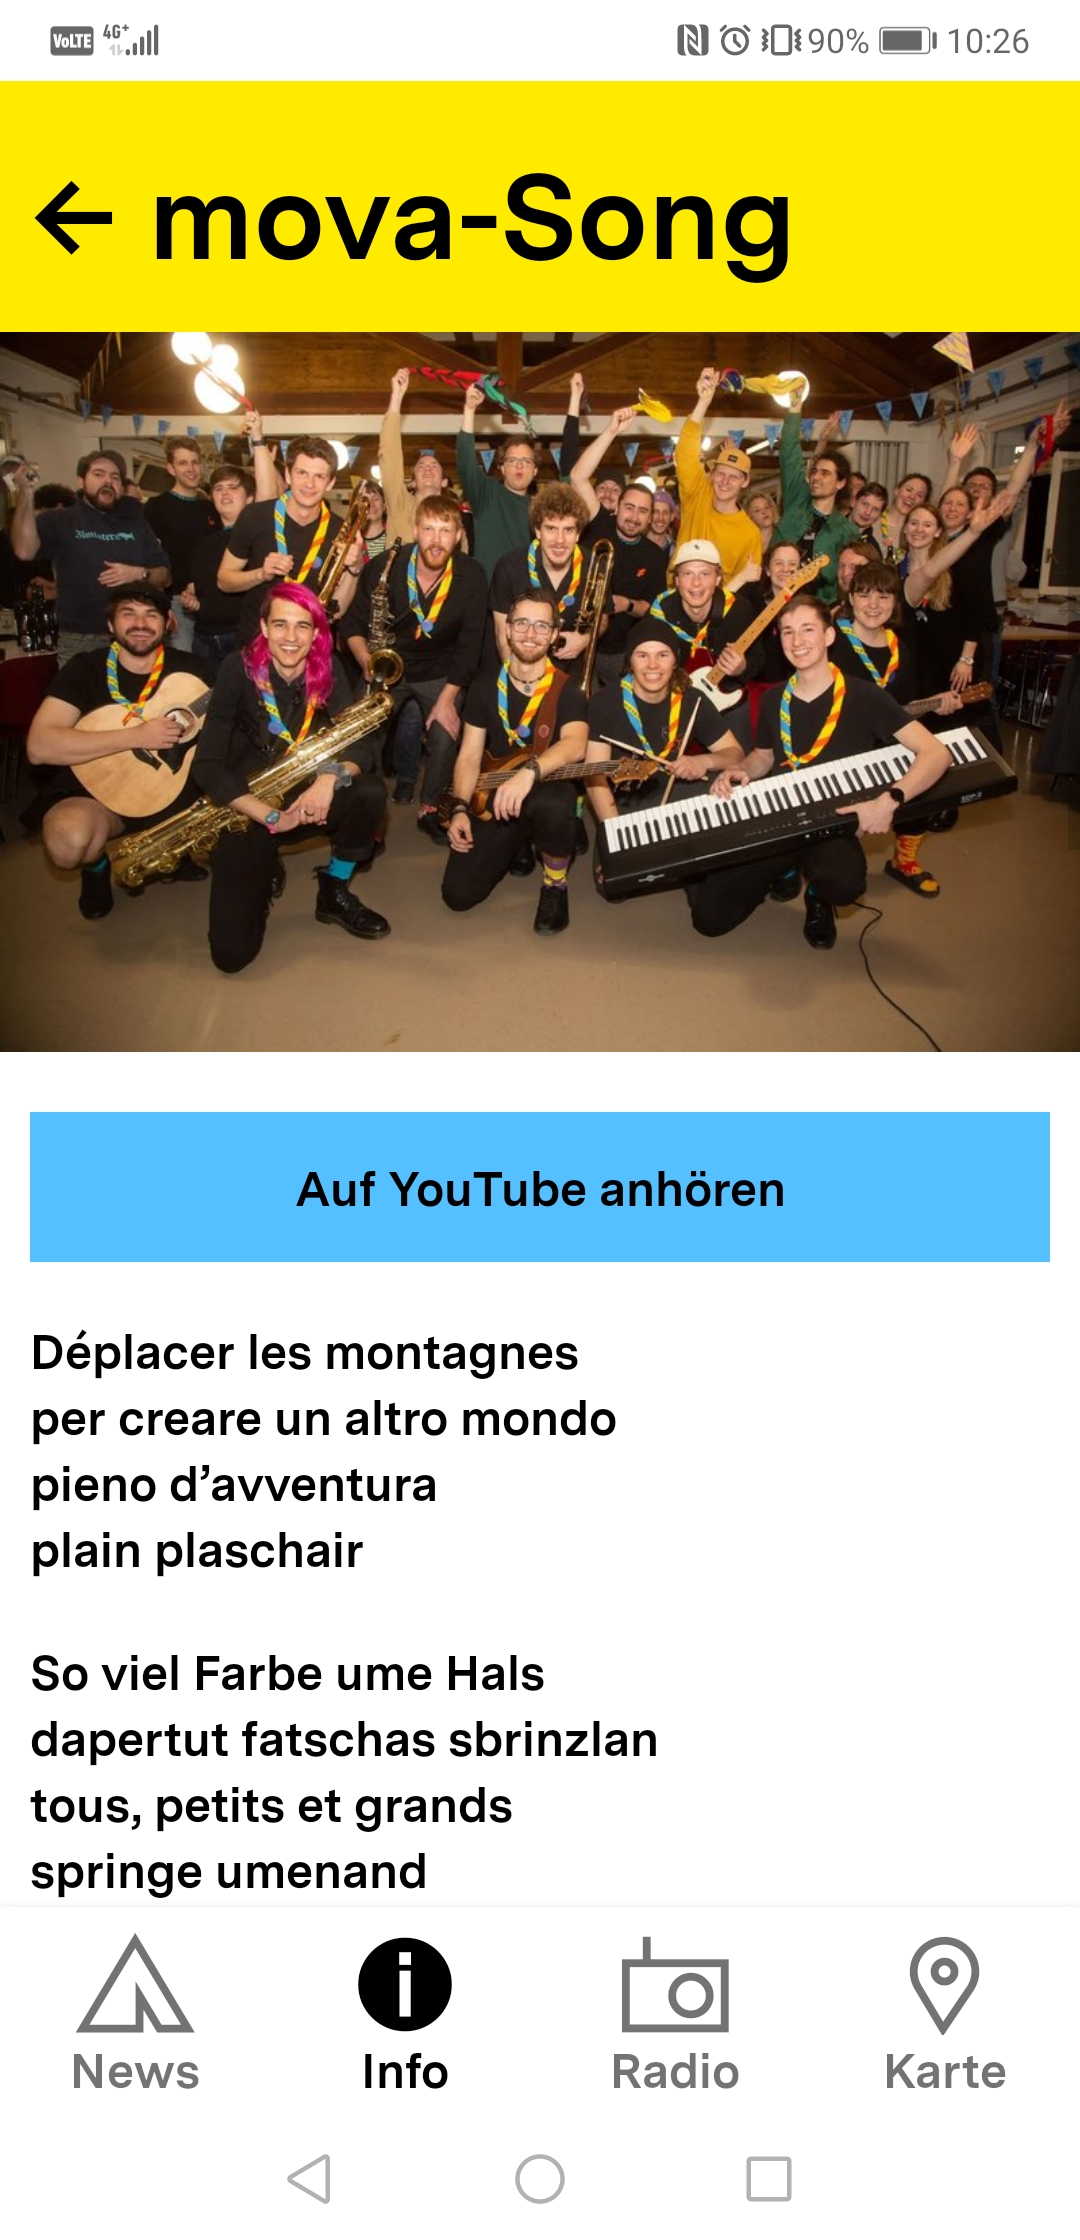 VoLTE 4G+ 90% 10:26
← mova-Song
Auf YouTube anhören
Déplacer les montagnes
per creare un altro mondo
pieno d’avventura
plain plaschair
So viel Farbe ume Hals
dapertut fatschas sbrinzlan
tous, petits et grands
springe umenand
News Info Radio Karte